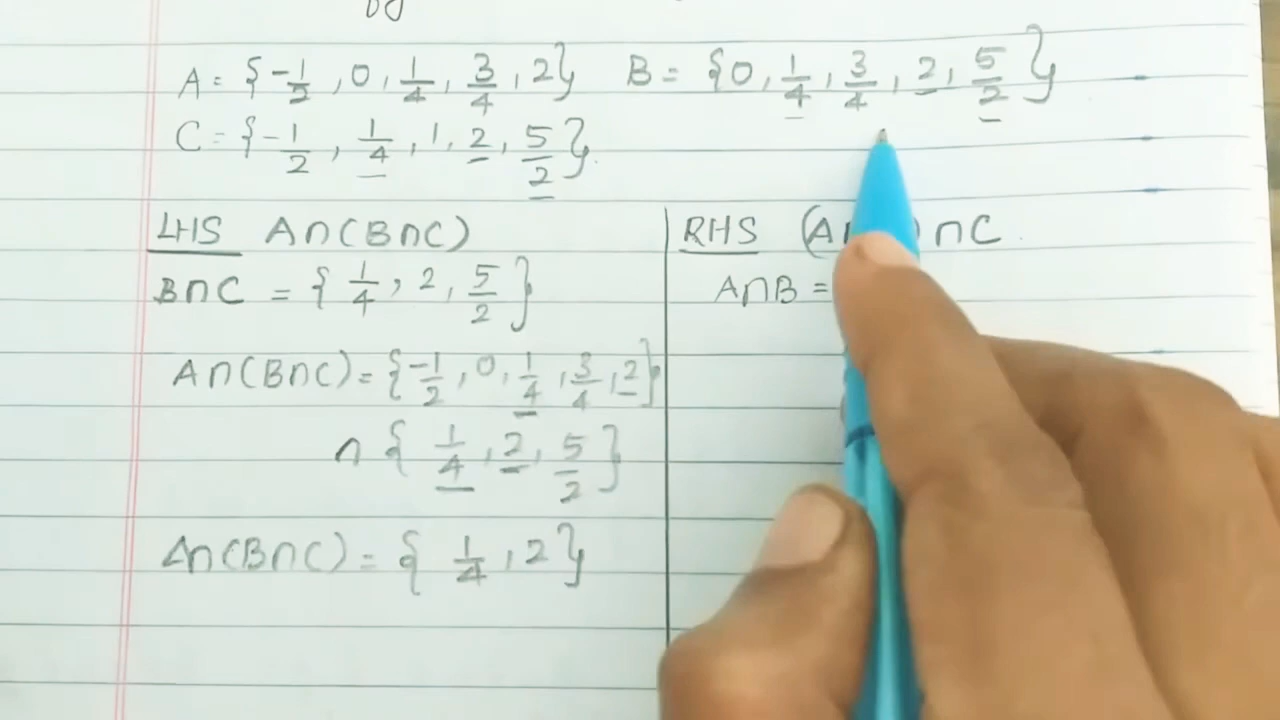 A = {-1/2, 0, 1/4, 3/4, 2} B = {0, 1/4, 3/4, 2, 5/2}
C = {-1/2, 1/4, 1, 2, 5/2}.
LHS A∩(B∩C)
B∩C = {1/4, 2, 5/2}
A∩(B∩C) = {-1/2, 0, 1/4, 3/4, 2}
∩ {1/4, 2, 5/2}
A∩(B∩C) = {1/4, 2}
RHS (A ) ∩ C
A∩B =